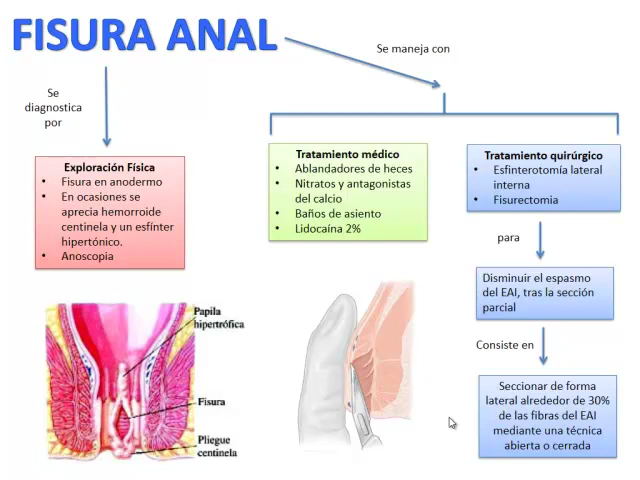 FISURA ANAL
Se maneja con
Se
diagnostica
por
Exploración Física
• Fisura en anodermo
• En ocasiones se
aprecia hemorroide
centinela y un esfínter
hipertónico.
• Anoscopia
Tratamiento médico
• Ablandadores de heces
• Nitratos y antagonistas
del calcio
• Baños de asiento
• Lidocaína 2%
Tratamiento quirúrgico
• Esfinterotomía lateral
interna
• Fisurectomia
para
Disminuir el espasmo
del EAI, tras la sección
parcial
Consiste en
Seccionar de forma
lateral alrededor de 30%
de las fibras del EAI
mediante una técnica
abierta o cerrada
Papila
hipertrófica
Fisura
Pliegue
centinela